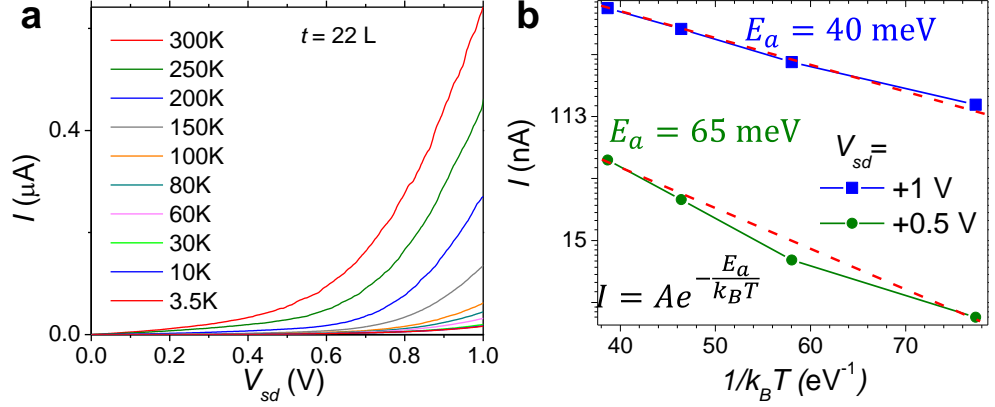 a
t = 22 L
300K
250K
200K
150K
100K
80K
60K
30K
10K
3.5K
I (μA)
0.4
0.0
0.0 0.2 0.4 0.6 0.8 1.0
V_sd (V)
b
E_a = 40 meV
E_a = 65 meV
V_sd=
+1 V
+0.5 V
I = Ae^{-\frac{E_a}{k_BT}}
I (nA)
113
15
40 50 60 70
1/k_BT (eV⁻¹)